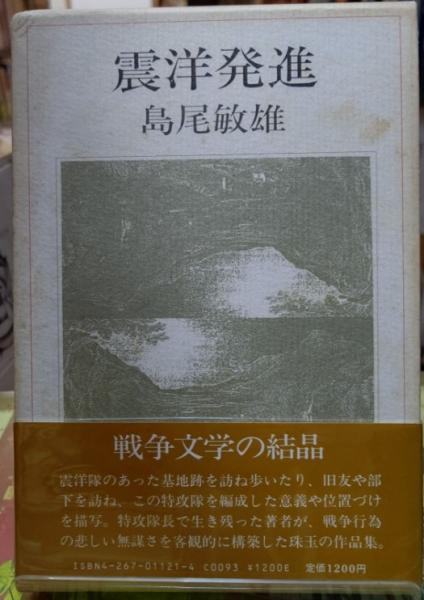 震洋発進
島尾敏雄
戦争文学の結晶
震洋隊のあった基地跡を訪ね歩いたり、旧友や部
下を訪ね、この特攻隊を編成した意義や位置づけ
を描写。特攻隊長で生き残った著者が、戦争行為
の悲しい無謀さを客観的に構築した珠玉の作品集。
ISBN4-267-01121-4 C0093 ¥1200E 定価1200円